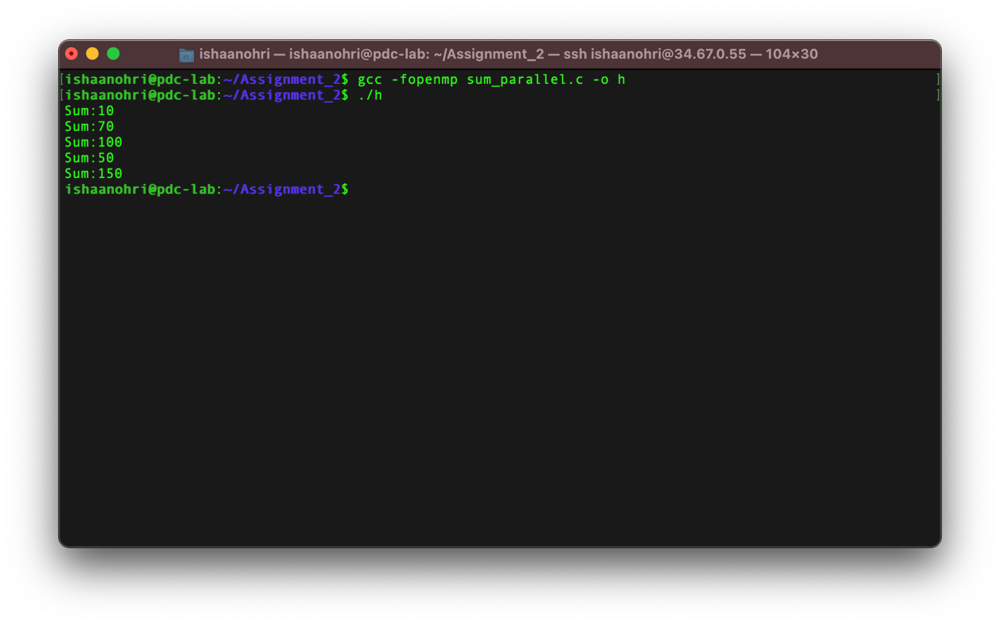 ishaanohri — ishaanohri@pdc-lab: ~/Assignment_2 — ssh ishaanohri@34.67.0.55 — 104×30
[ishaanohri@pdc-lab:~/Assignment_2$ gcc -fopenmp sum_parallel.c -o h ]
[ishaanohri@pdc-lab:~/Assignment_2$ ./h ]
Sum:10
Sum:70
Sum:100
Sum:50
Sum:150
ishaanohri@pdc-lab:~/Assignment_2$